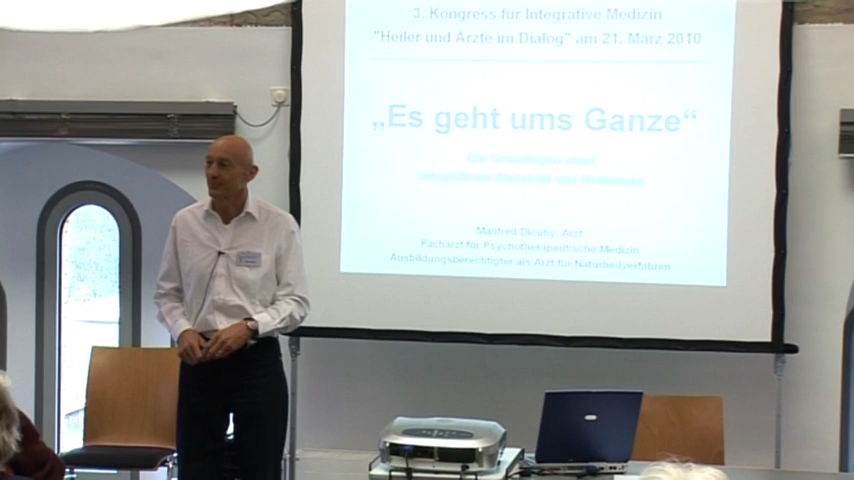 3. Kongress für Integrative Medizin
"Heiler und Ärzte im Dialog" am 21. März 2010
„Es geht ums Ganze“
Die Grundlagen einer
integrativen Weltsicht und Heilkunde
Manfred Dlouhy, Arzt
Facharzt für Psychotherapeutische Medizin
Ausbildungsberechtigter als Arzt für Naturheilverfahren